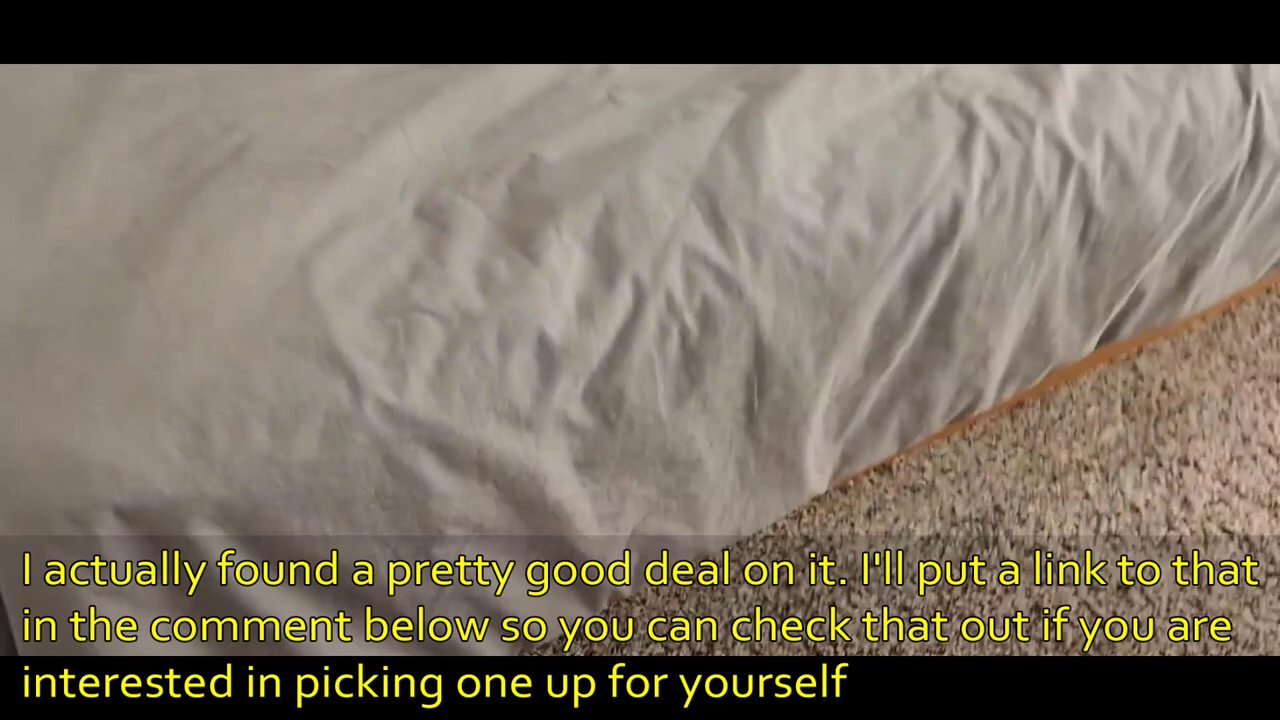 I actually found a pretty good deal on it. I'll put a link to that
in the comment below so you can check that out if you are
interested in picking one up for yourself